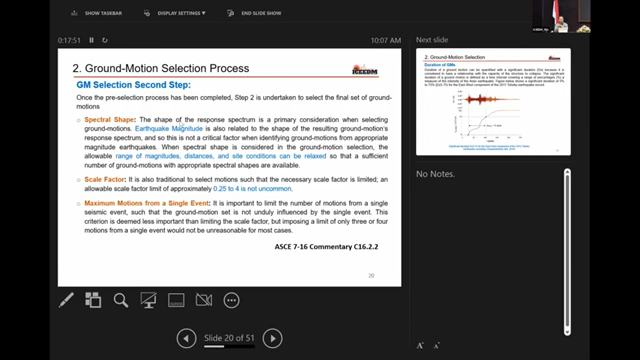 SHOW TASKBAR
DISPLAY SETTINGS
END SLIDE SHOW
0:17:51
10:07 AM
2. Ground-Motion Selection Process
ICEEDM
GM Selection Second Step:
Once the pre-selection process has been completed, Step 2 is undertaken to select the final set of ground-
motions
Spectral Shape: The shape of the response spectrum is a primary consideration when selecting
ground-motions. Earthquake Magnitude is also related to the shape of the resulting ground-motion's
response spectrum, and so this is not a critical factor when identifying ground-motions from appropriate
magnitude earthquakes. When spectral shape is considered in the ground-motion selection, the
allowable range of magnitudes, distances, and site conditions can be relaxed so that a sufficient
number of ground-motions with appropriate spectral shapes are available.
Scale Factor: It is also traditional to select motions such that the necessary scale factor is limited; an
allowable scale factor limit of approximately 0.25 to 4 is not uncommon.
Maximum Motions from a Single Event: It is important to limit the number of motions from a single
seismic event, such that the ground-motion set is not unduly influenced by the single event. This
criterion is deemed less important than limiting the scale factor, but imposing a limit of only three or four
motions from a single event would not be unreasonable for most cases.
ASCE 7-16 Commentary C16.2.2
20
Slide 20 of 51
Next slide
2. Ground-Motion Selection
Duration of GMs
No Notes.
A
A